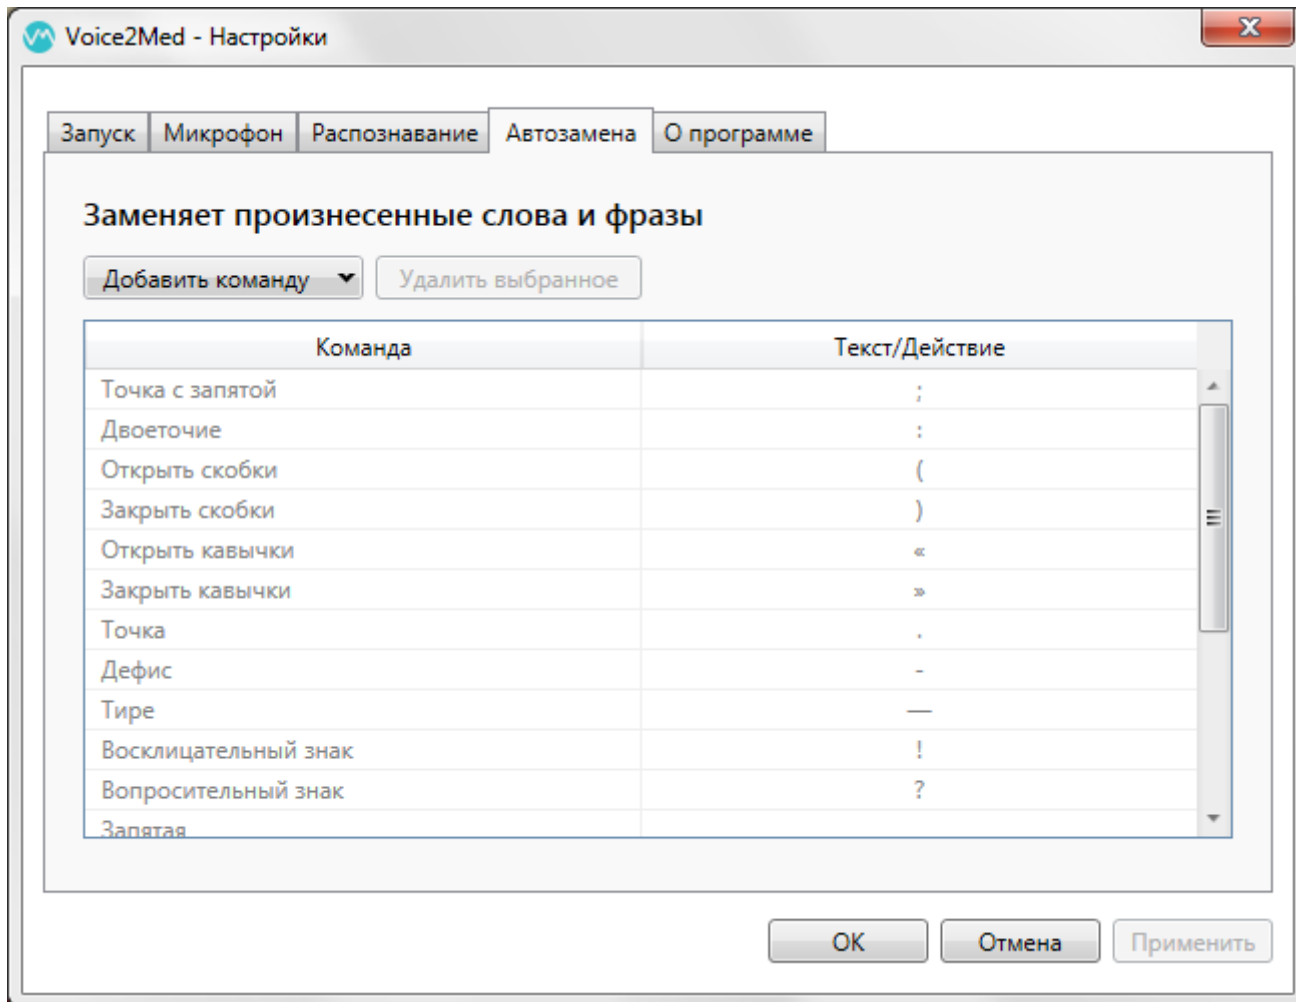 Voice2Med - Настройки
Запуск Микрофон Распознавание Автозамена О программе
Заменяет произнесенные слова и фразы
Добавить команду Удалить выбранное
Команда Текст/Действие
Точка с запятой ;
Двоеточие :
Открыть скобки (
Закрыть скобки )
Открыть кавычки «
Закрыть кавычки »
Точка .
Дефис -
Тире —
Восклицательный знак !
Вопросительный знак ?
Запятая
OK Отмена Применить